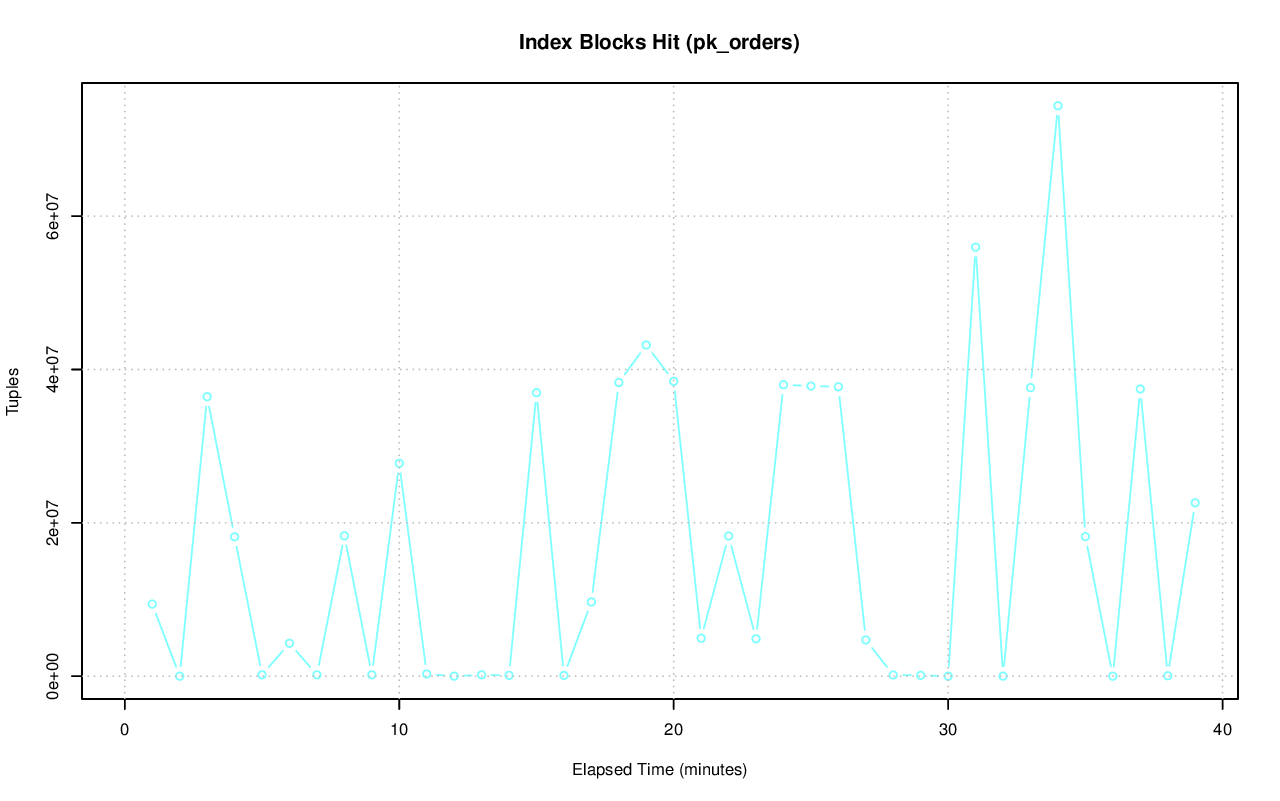 Index Blocks Hit (pk_orders)
Tuples
6e+07
4e+07
2e+07
0e+00
0 10 20 30 40
Elapsed Time (minutes)